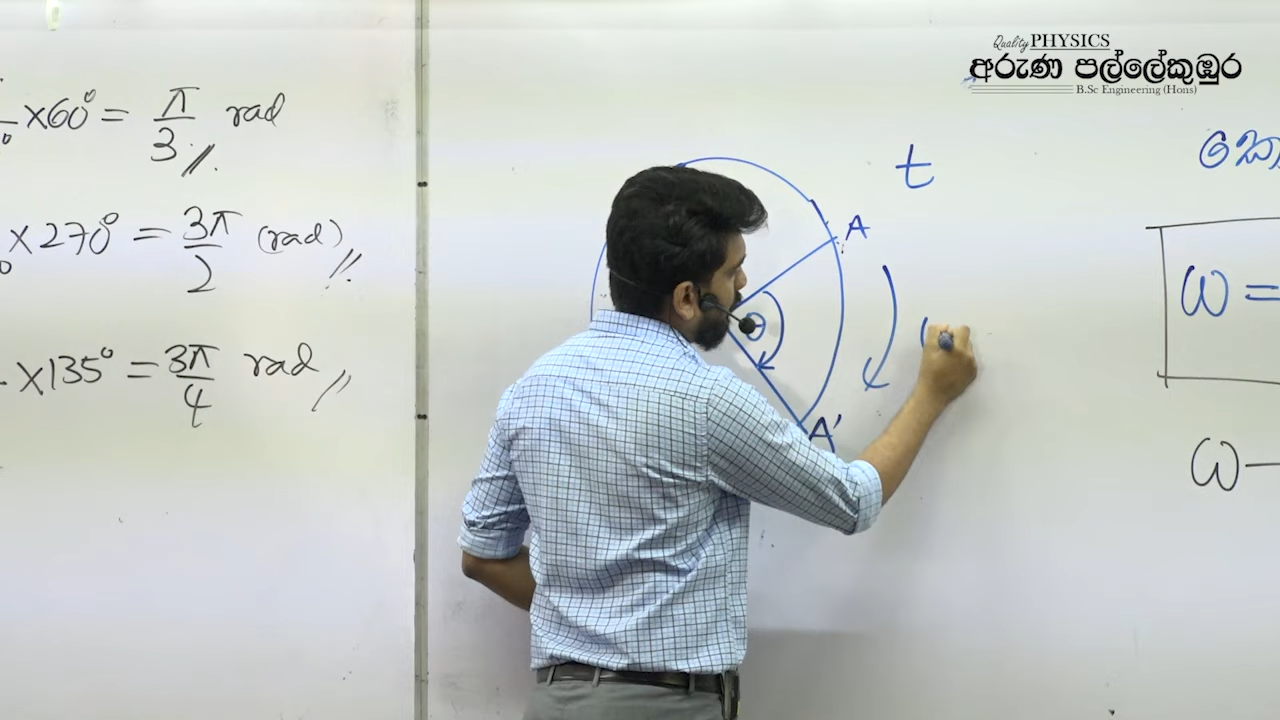 Quality PHYSICS
අරුණ පල්ලේකුඹුර
B.Sc Engineering (Hons)
×60° = π/3 rad //.
×270° = 3π/2 (rad) //
×135° = 3π/4 rad //
t
A
θ
A'
ω =
ω –